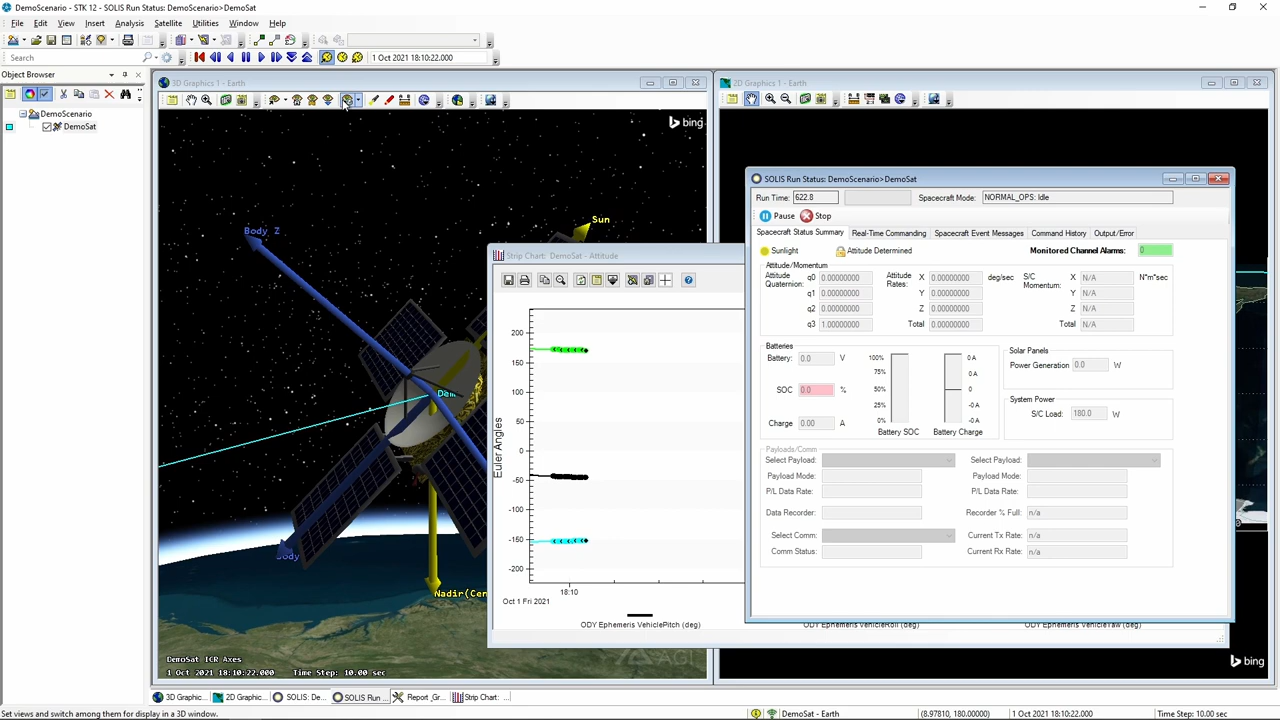 DemoScenario - STK 12 - SOLIS Run Status: DemoScenario>DemoSat
File Edit View Insert Analysis Satellite Utilities Window Help
Search
1 Oct 2021 18:10:22.000
Object Browser
DemoScenario
DemoSat
3D Graphics 1 - Earth
bing
Sun
Body Z
Dem
Body
Nadir(Cen
DemoSat ICR Axes
1 Oct 2021 18:10:22.000 Time Step: 10.00 sec
AGI
2D Graphics 1 - Earth
bing
Strip Chart: DemoSat - Attitude
Euler Angles
200
150
100
50
0
-50
-100
-150
-200
18:10
Oct 1 Fri 2021
ODY Ephemeris VehiclePitch (deg)
ODY Ephemeris VehicleRoll (deg)
ODY Ephemeris VehicleYaw (deg)
SOLIS Run Status: DemoScenario>DemoSat
Run Time: 622.8 Spacecraft Mode: NORMAL_OPS: Idle
Pause Stop
Spacecraft Status Summary Real-Time Commanding Spacecraft Event Messages Command History Output/Error
Sunlight Attitude Determined Monitored Channel Alarms: 0
Attitude/Momentum
Attitude Quaternion: q0 0.00000000 Attitude Rates: X 0.00000000 deg/sec S/C Momentum: X N/A N*m*sec
q1 0.00000000 Y 0.00000000 Y N/A
q2 0.00000000 Z 0.00000000 Z N/A
q3 1.00000000 Total 0.00000000 Total N/A
Batteries
Battery: 0.0 V
SOC 0.0 %
Charge 0.00 A
100%
75%
50%
25%
0%
Battery SOC
0 A
0 A
0
-0 A
-0 A
Battery Charge
Solar Panels
Power Generation 0.0 W
System Power
S/C Load: 180.0 W
Payloads/Comm
Select Payload: Select Payload:
Payload Mode: Payload Mode:
P/L Data Rate: P/L Data Rate:
Data Recorder: Recorder % Full: n/a
Select Comm: Current Tx Rate: n/a
Comm Status: Current Rx Rate: n/a
3D Graphic... 2D Graphic... SOLIS: De... SOLIS Run ... Report_Gr... Strip Chart: ...
Set views and switch among them for display in a 3D window.
DemoSat - Earth (8.97810, 180.00000) 1 Oct 2021 18:10:22.000 Time Step: 10.00 sec